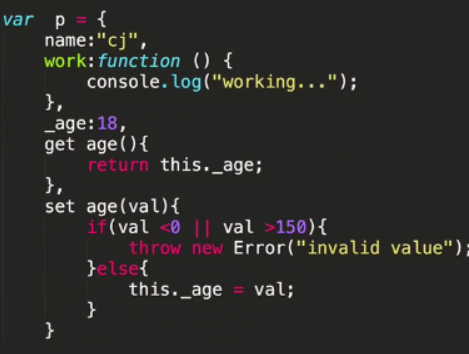 var  p = {
    name:"cj",
    work:function () {
        console.log("working...");
    },
    _age:18,
    get age(){
        return this._age;
    },
    set age(val){
        if(val <0 || val >150){
            throw new Error("invalid value");
        }else{
            this._age = val;
        }
    }